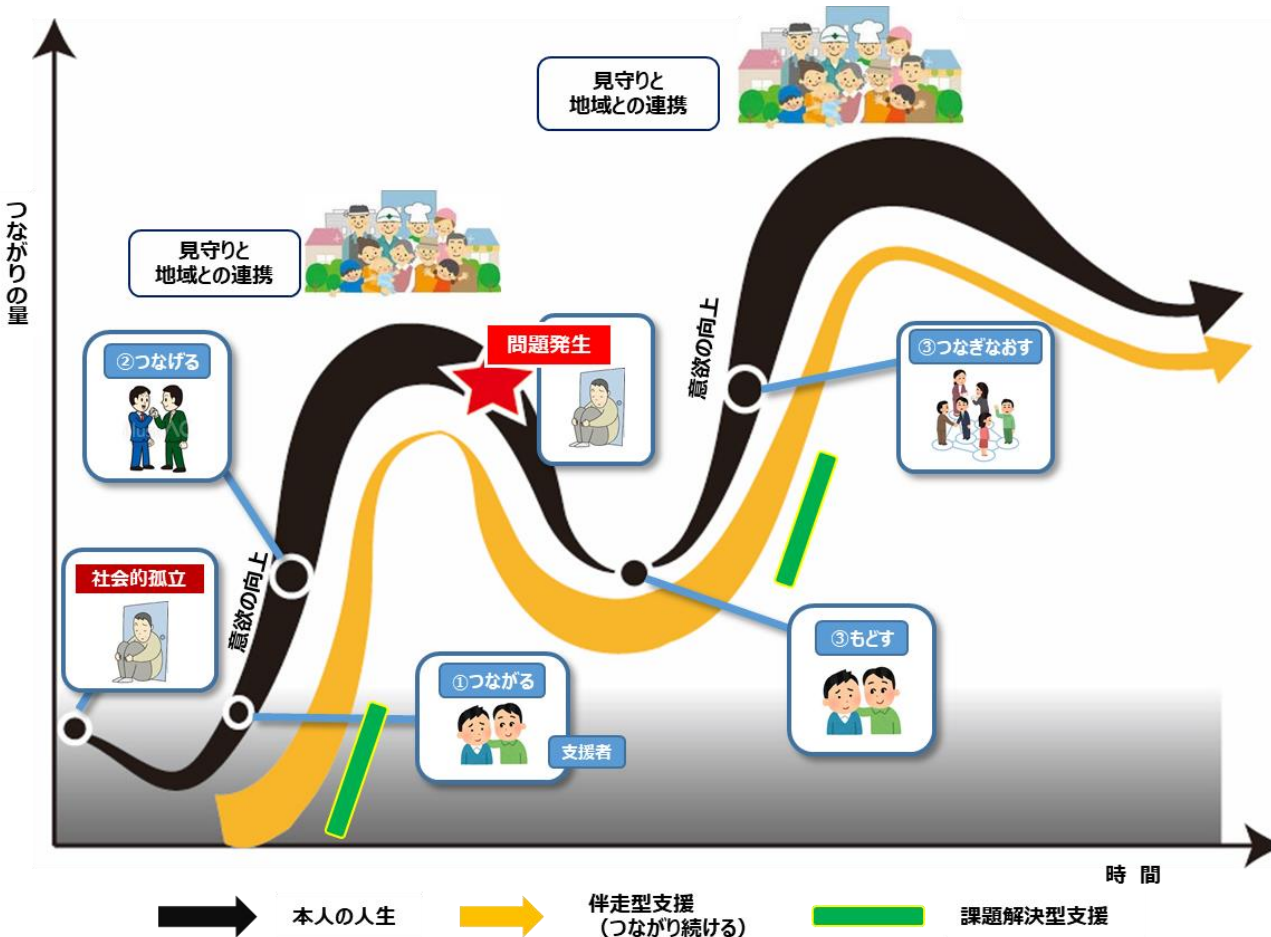 見守りと
地域との連携
見守りと
地域との連携
つながりの量
②つなげる
問題発生
意欲の向上
③つなぎなおす
社会的孤立
意欲の向上
①つながる
支援者
③もどす
時 間
本人の人生
伴走型支援
(つながり続ける)
課題解決型支援